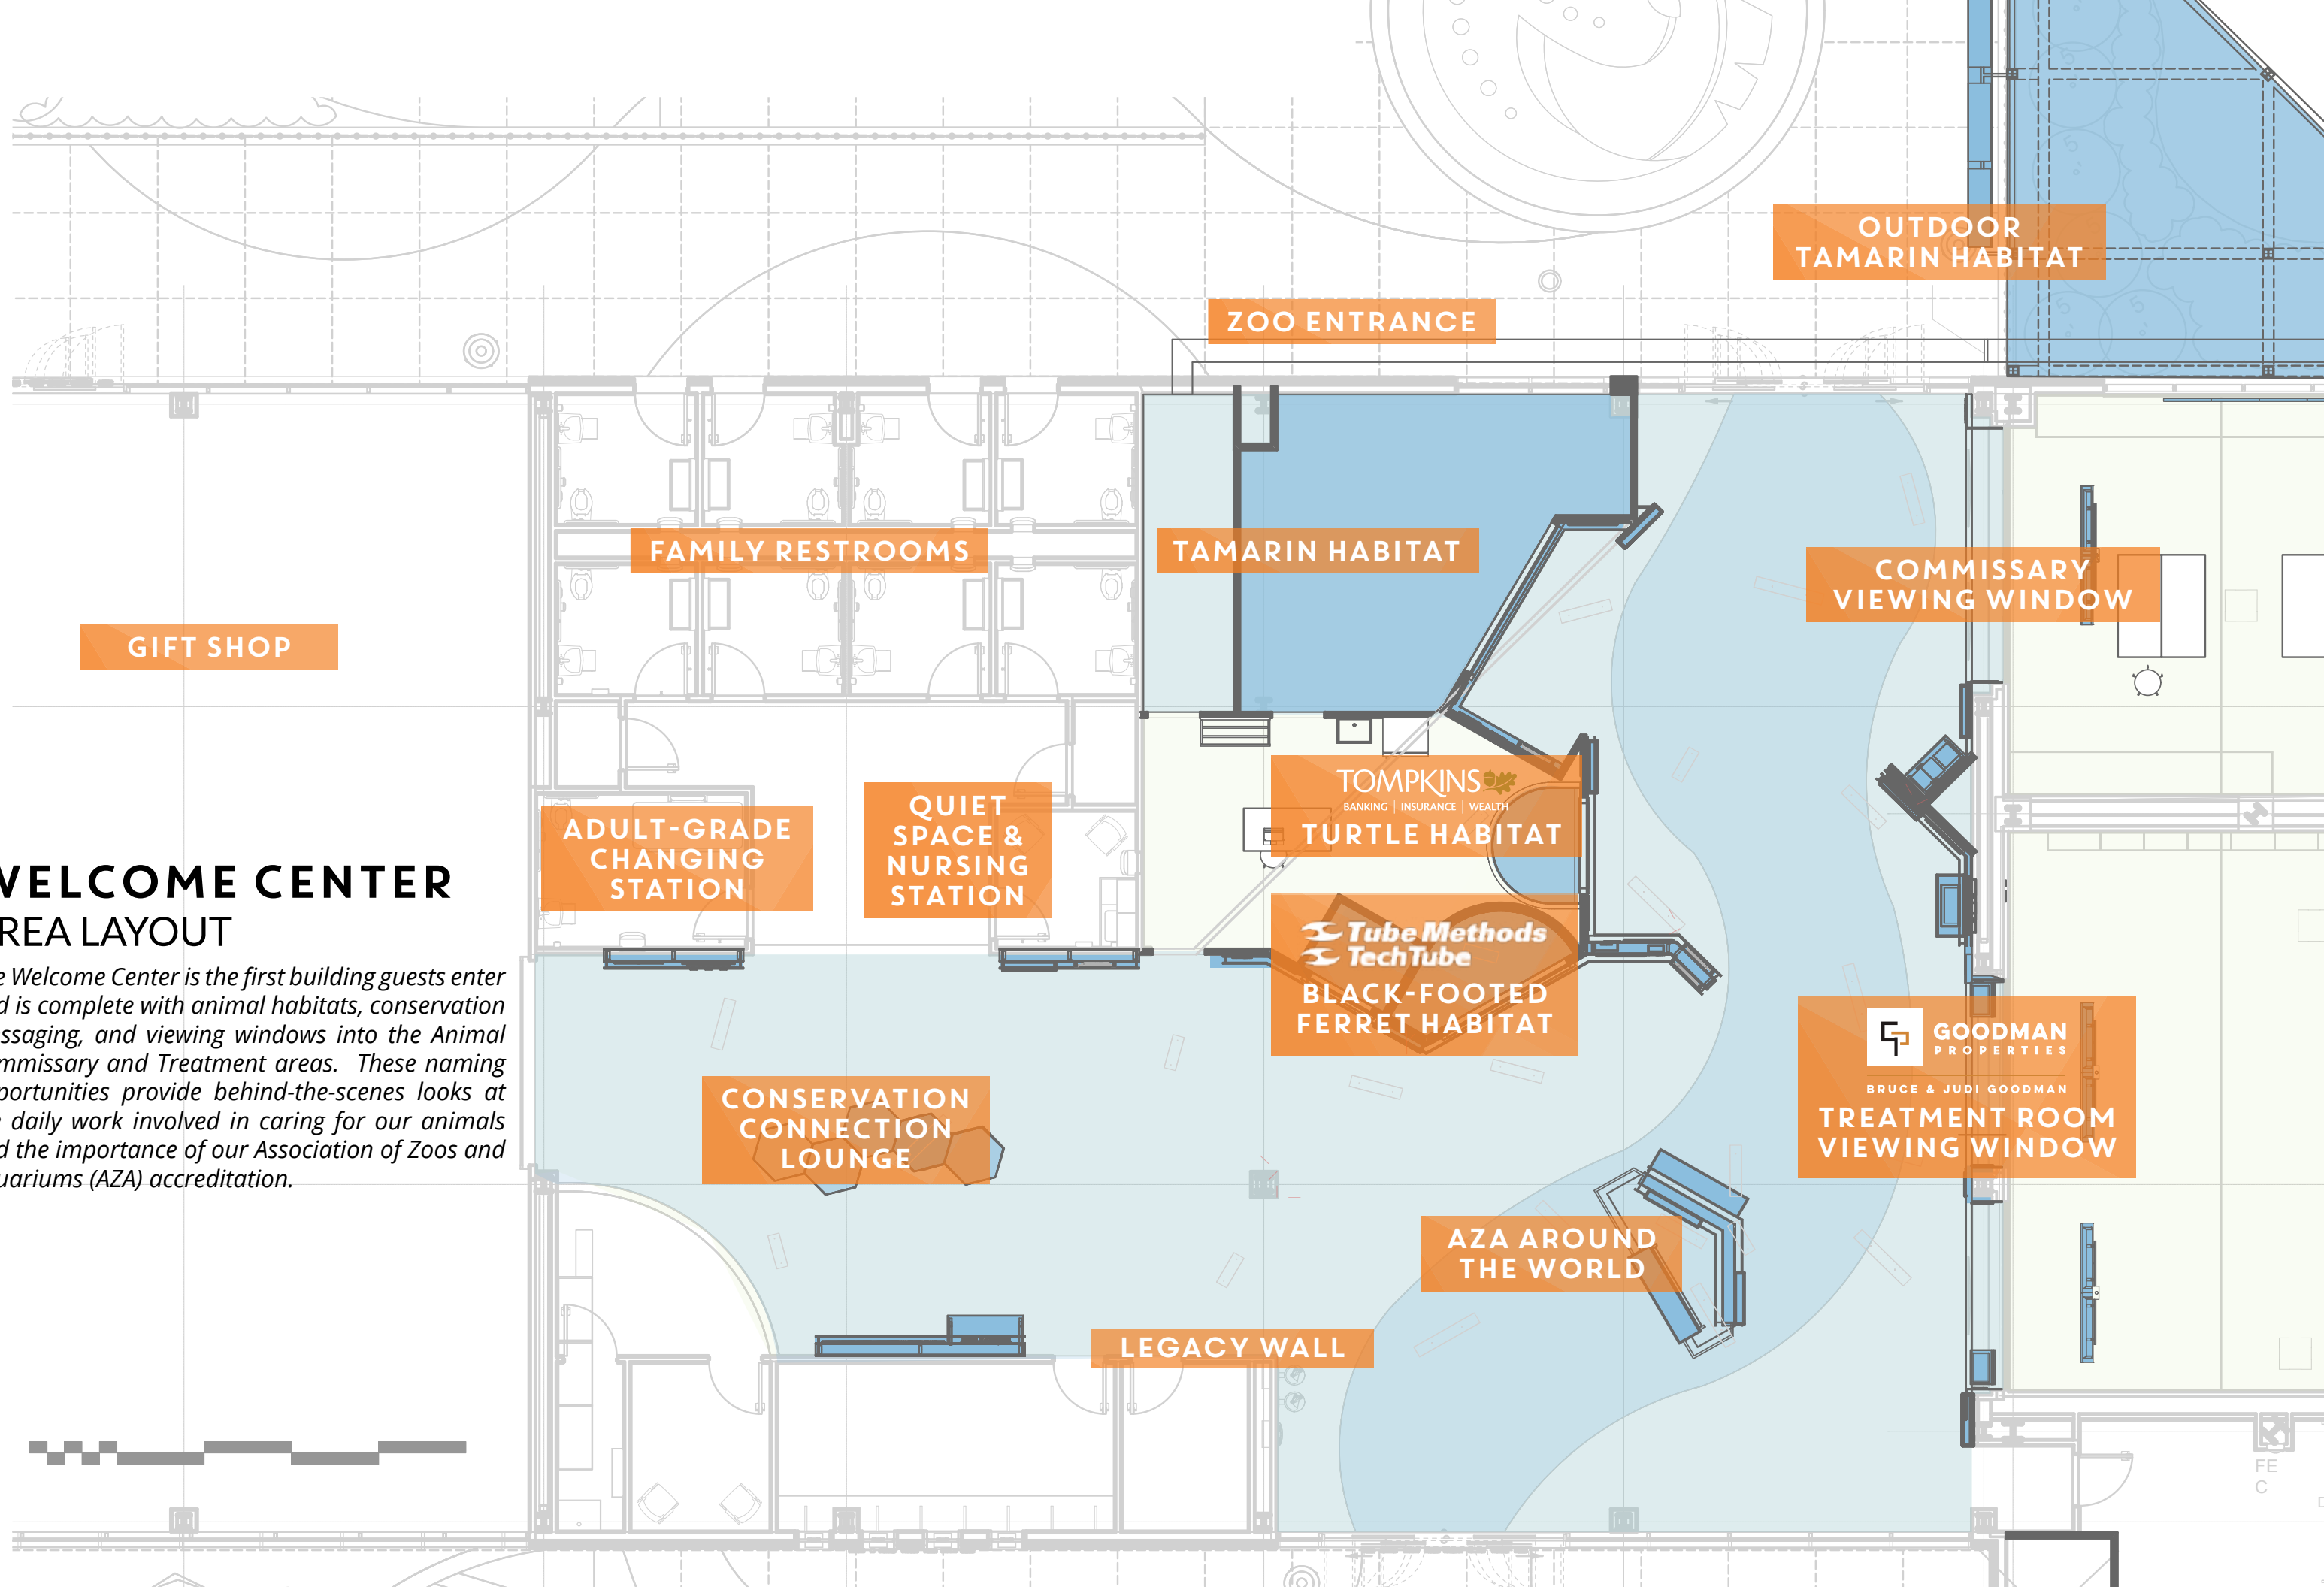 OUTDOOR
TAMARIN HABITAT
ZOO ENTRANCE
FAMILY RESTROOMS
TAMARIN HABITAT
COMMISSARY
VIEWING WINDOW
GIFT SHOP
TOMPKINS
BANKING | INSURANCE | WEALTH
TURTLE HABITAT
ADULT-GRADE
CHANGING
STATION
QUIET
SPACE &
NURSING
STATION
WELCOME CENTER
REA LAYOUT
e Welcome Center is the first building guests enter
d is complete with animal habitats, conservation
ssaging, and viewing windows into the Animal
mmissary and Treatment areas. These naming
portunities provide behind-the-scenes looks at
daily work involved in caring for our animals
d the importance of our Association of Zoos and
uariums (AZA) accreditation.
Tube Methods
TechTube
BLACK-FOOTED
FERRET HABITAT
GOODMAN
PROPERTIES
BRUCE & JUDI GOODMAN
TREATMENT ROOM
VIEWING WINDOW
CONSERVATION
CONNECTION
LOUNGE
AZA AROUND
THE WORLD
LEGACY WALL
FE
C